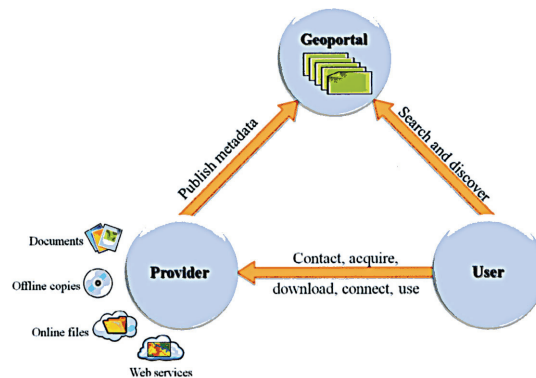 Geoportal
Publish metadata
Search and discover
Documents
Provider
Contact, acquire,
download, connect, use
User
Offline copies
Online files
Web services